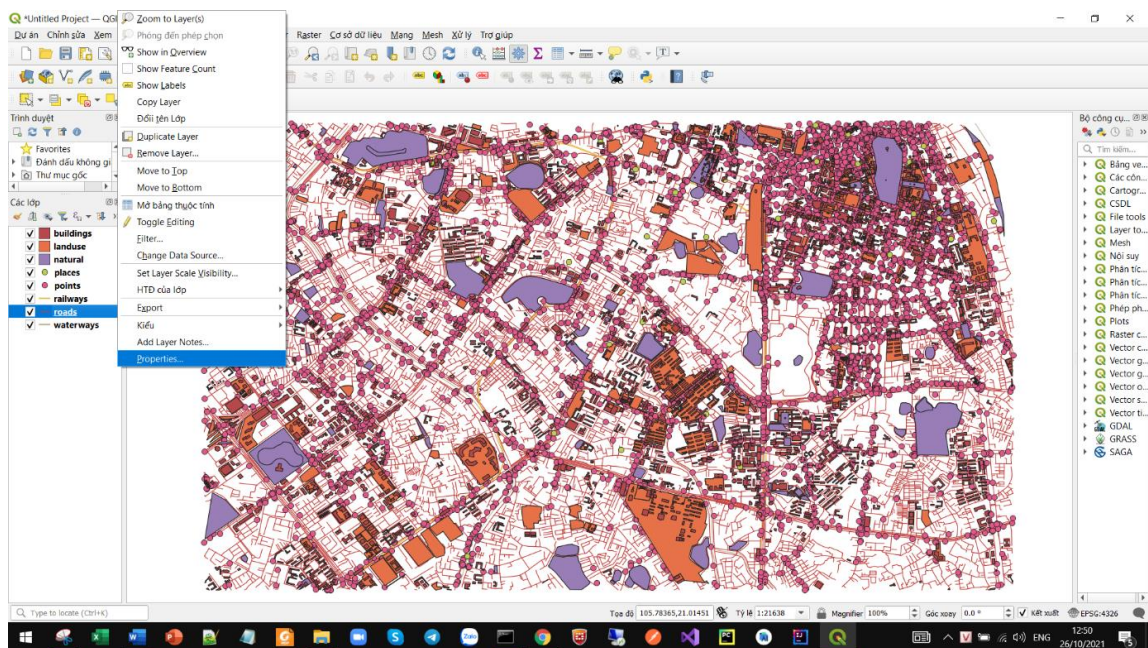 *Untitled Project — QGI
Dự án Chỉnh sửa Xem
Raster Cơ sở dữ liệu Mạng Mesh Xử lý Trợ giúp
Zoom to Layer(s)
Phóng đến phép chọn
Show in Overview
Show Feature Count
Show Labels
Copy Layer
Đổii tên Lớp
Duplicate Layer
Remove Layer...
Move to Top
Move to Bottom
Mở bảng thuộc tính
Toggle Editing
Filter...
Change Data Source...
Set Layer Scale Visibility...
HTĐ của lớp
Export
Kiểu
Add Layer Notes...
Properties...
Trình duyệt
Favorites
Đánh dấu không gi
Thư mục gốc
Các lớp
buildings
landuse
natural
places
points
railways
roads
waterways
Bộ công cụ...
Tìm kiếm...
Bảng ve...
Các côn...
Cartogr...
CSDL
File tools
Layer to...
Mesh
Nội suy
Phân tíc...
Phân tíc...
Phân tíc...
Phép ph...
Plots
Raster c...
Vector c...
Vector g...
Vector g...
Vector o...
Vector s...
Vector ti...
GDAL
GRASS
SAGA
Type to locate (Ctrl+K)
Tọa độ 105.78365,21.01451 Tỷ lệ 1:21638 Magnifier 100% Góc xoay 0.0 ° Kết xuất EPSG:4326
ENG 12:50
26/10/2021